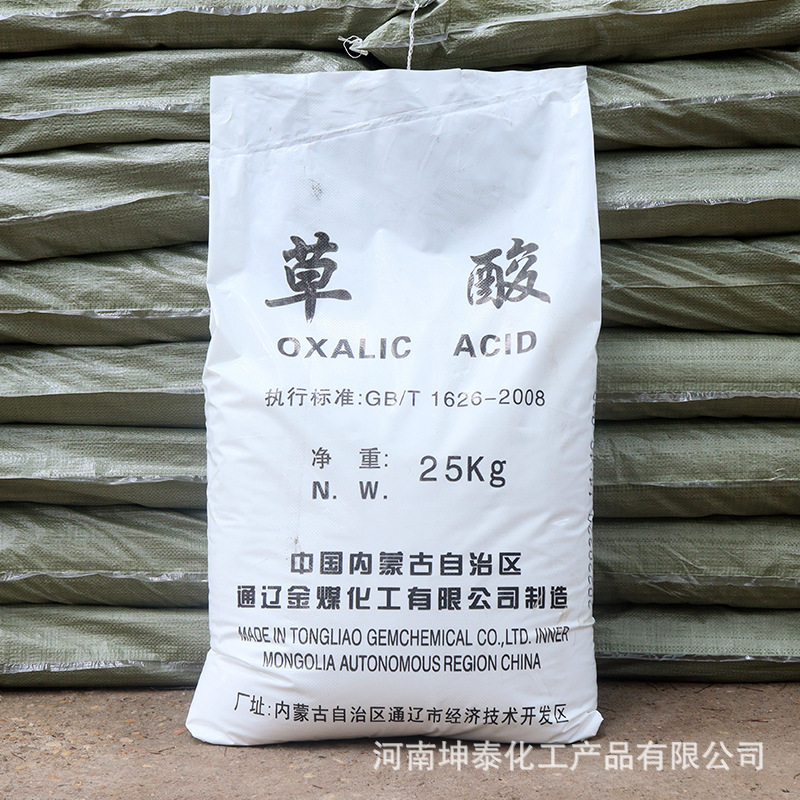 草 酸
OXALIC ACID
执行标准:GB/T 1626-2008
净 重: 25Kg
N. W.
中国内蒙古自治区
通辽金煤化工有限公司制造
MADE IN TONGLIAO GEMCHEMICAL CO.,LTD. INNER
MONGOLIA AUTONOMOUS REGION CHINA
厂址:内蒙古自治区通辽市经济技术开发区
河南坤泰化工产品有限公司